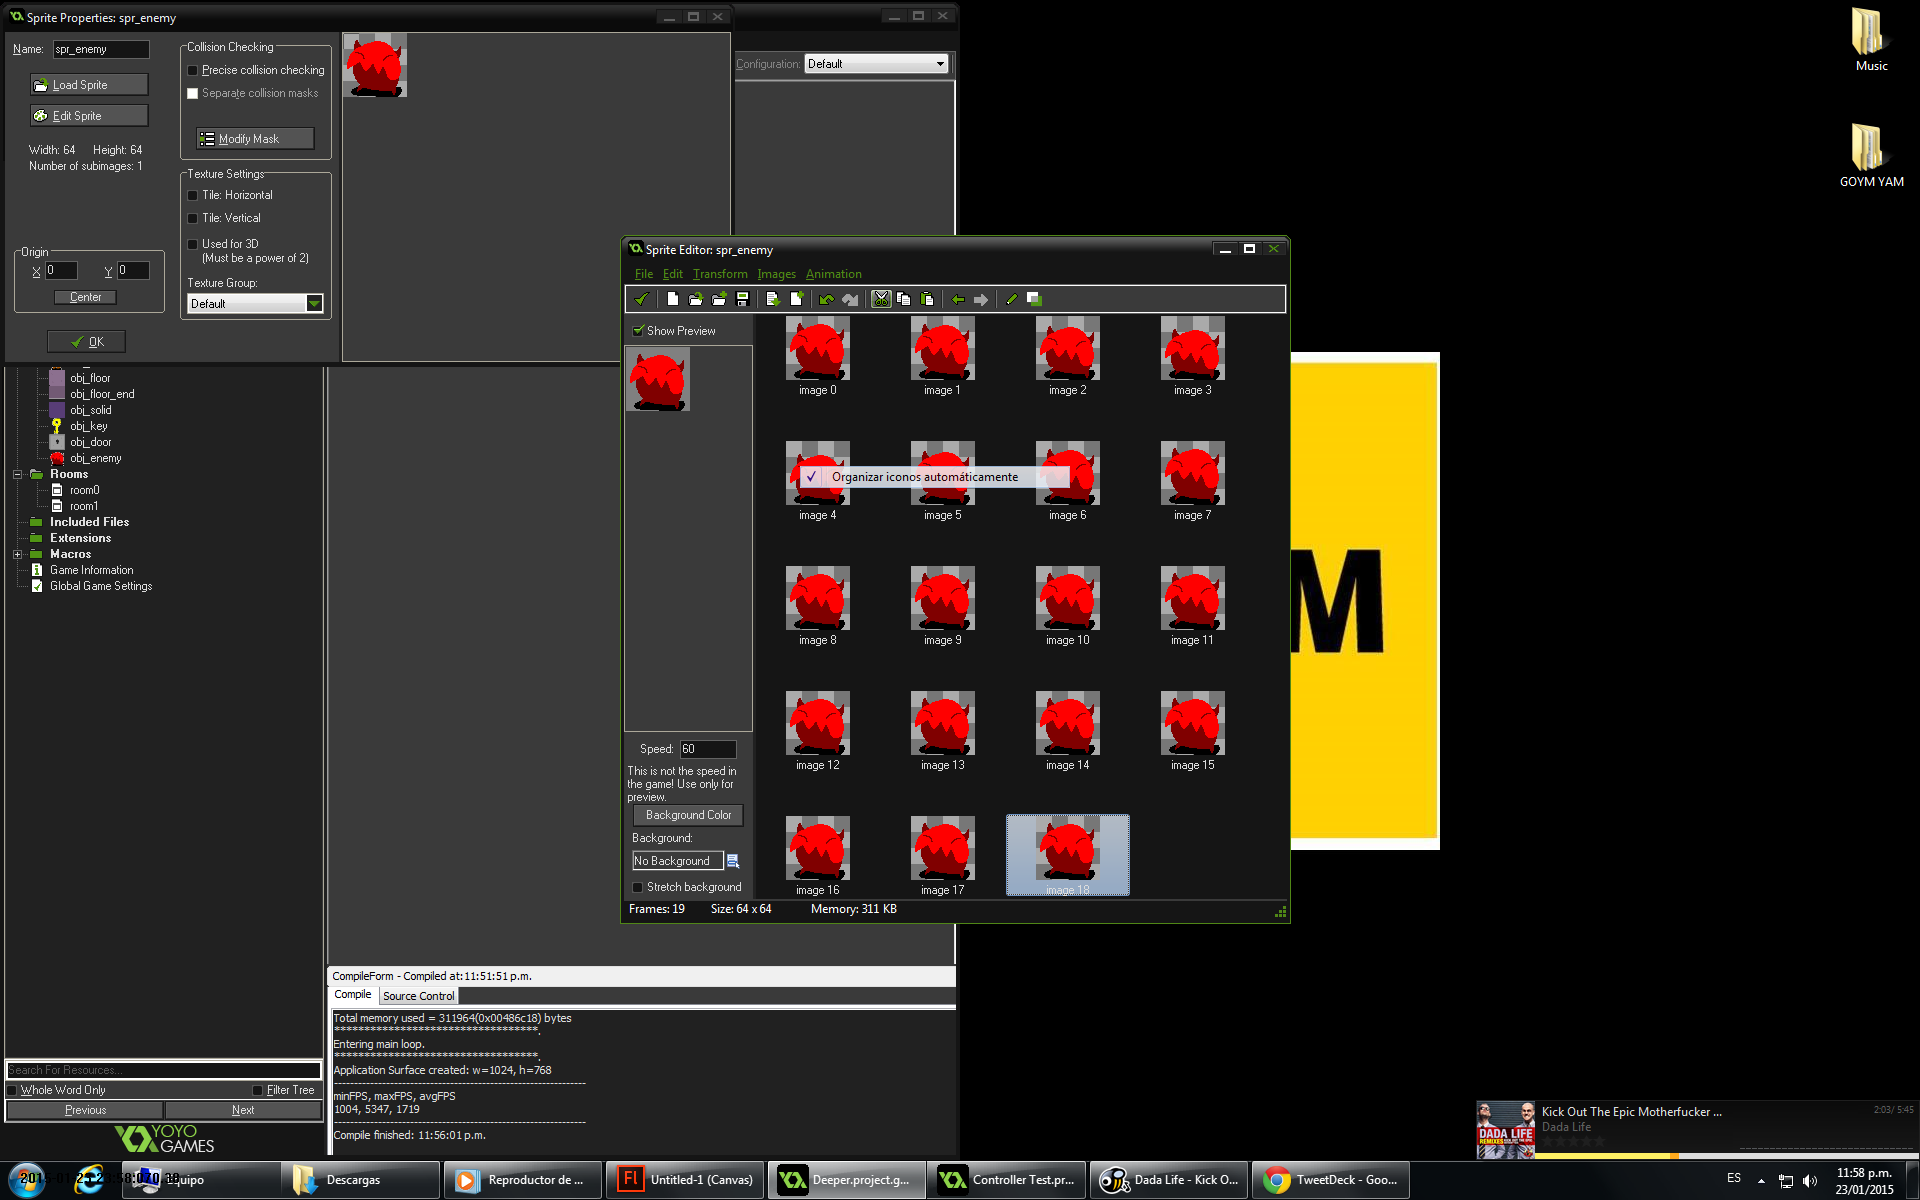 Sprite Properties: spr_enemy
Name: spr_enemy
Load Sprite
Edit Sprite
Width: 64 Height: 64
Number of subimages: 1
Origin
X 0 Y 0
Center
OK
Collision Checking
Precise collision checking
Separate collision masks
Modify Mask
Texture Settings
Tile: Horizontal
Tile: Vertical
Used for 3D
(Must be a power of 2)
Texture Group:
Default
Configuration: Default
obj_floor
obj_floor_end
obj_solid
obj_key
obj_door
obj_enemy
Rooms
room0
room1
Included Files
Extensions
Macros
Game Information
Global Game Settings
Search For Resources...
Whole Word Only Filter Tree
Previous Next
YOYO
GAMES
Sprite Editor: spr_enemy
File Edit Transform Images Animation
Show Preview
image 0 image 1 image 2 image 3
Organizar iconos automáticamente
image 4 image 5 image 6 image 7
image 8 image 9 image 10 image 11
image 12 image 13 image 14 image 15
image 16 image 17 image 18
Speed: 60
This is not the speed in
the game! Use only for
preview.
Background Color
Background:
No Background
Stretch background
Frames: 19 Size: 64 x 64 Memory: 311 KB
CompileForm - Compiled at: 11:51:51 p.m.
Compile Source Control
Total memory used = 311964(0x00486c18) bytes
**********************************.
Entering main loop.
**********************************.
Application Surface created: w=1024, h=768
minFPS, maxFPS, avgFPS
1004, 5347, 1719
Compile finished: 11:56:01 p.m.
Music
GOYM YAM
M
DADA LIFE
REMIXES
Kick Out The Epic Motherfucker ...
Dada Life
2:03/ 5:45
Equipo
Descargas
Reproductor de ...
Fl Untitled-1 (Canvas)
Deeper.project.g...
Controller Test.pr...
Dada Life - Kick O...
TweetDeck - Goo...
ES
11:58 p.m.
23/01/2015